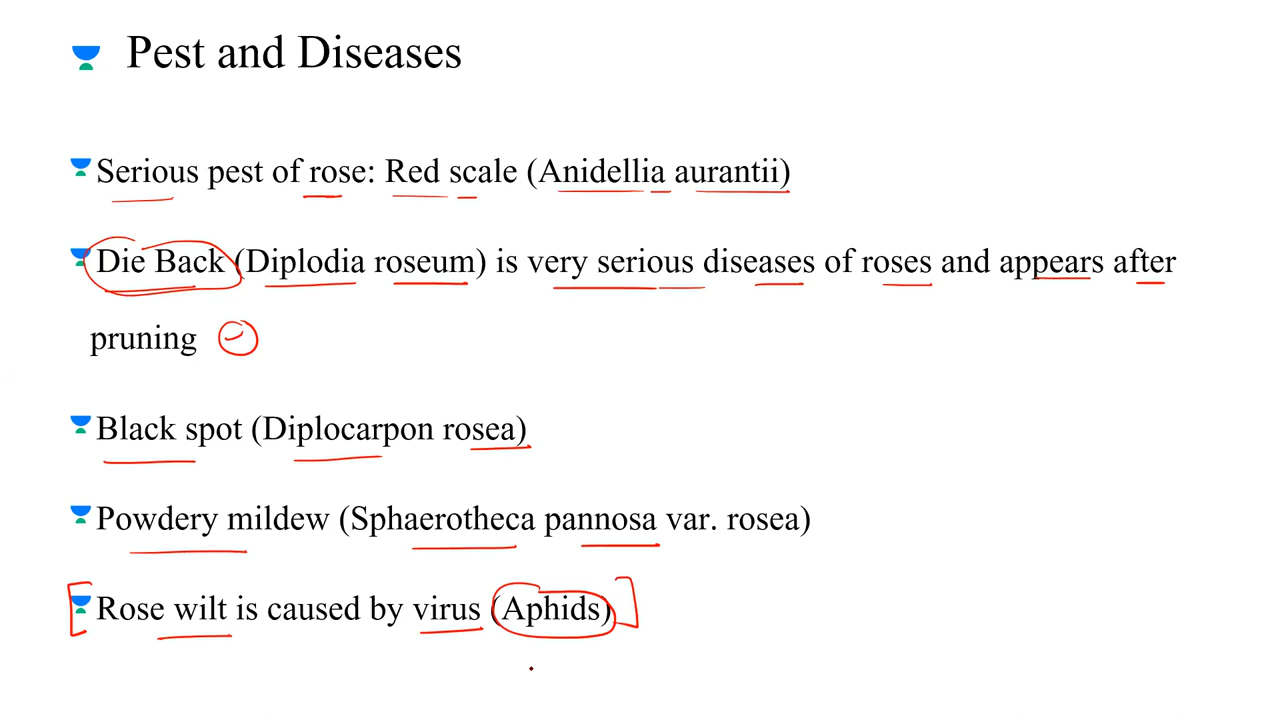 Pest and Diseases
Serious pest of rose: Red scale (Anidellia aurantii)
Die Back (Diplodia roseum) is very serious diseases of roses and appears after
pruning
Black spot (Diplocarpon rosea)
Powdery mildew (Sphaerotheca pannosa var. rosea)
Rose wilt is caused by virus (Aphids)